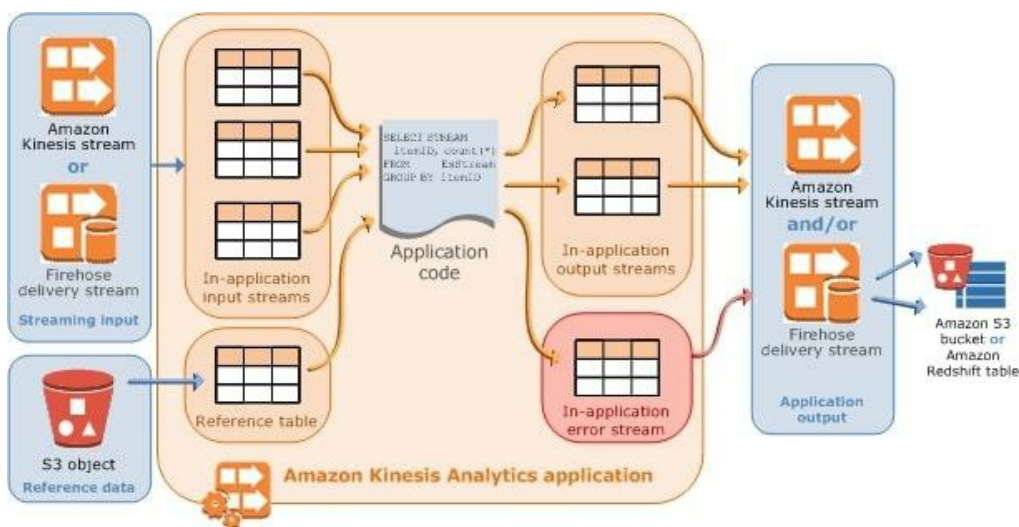 Amazon
Kinesis stream
or
Firehose
delivery stream
Streaming input
S3 object
Reference data
In-application
input streams
Reference table
SELECT STREAM
ItemID, count(*)
FROM ExStream
GROUP BY ItemID
Application
code
In-application
output streams
In-application
error stream
Amazon Kinesis Analytics application
Amazon
Kinesis stream
and/or
Firehose
delivery stream
Application
output
Amazon S3
bucket or
Amazon
Redshift table